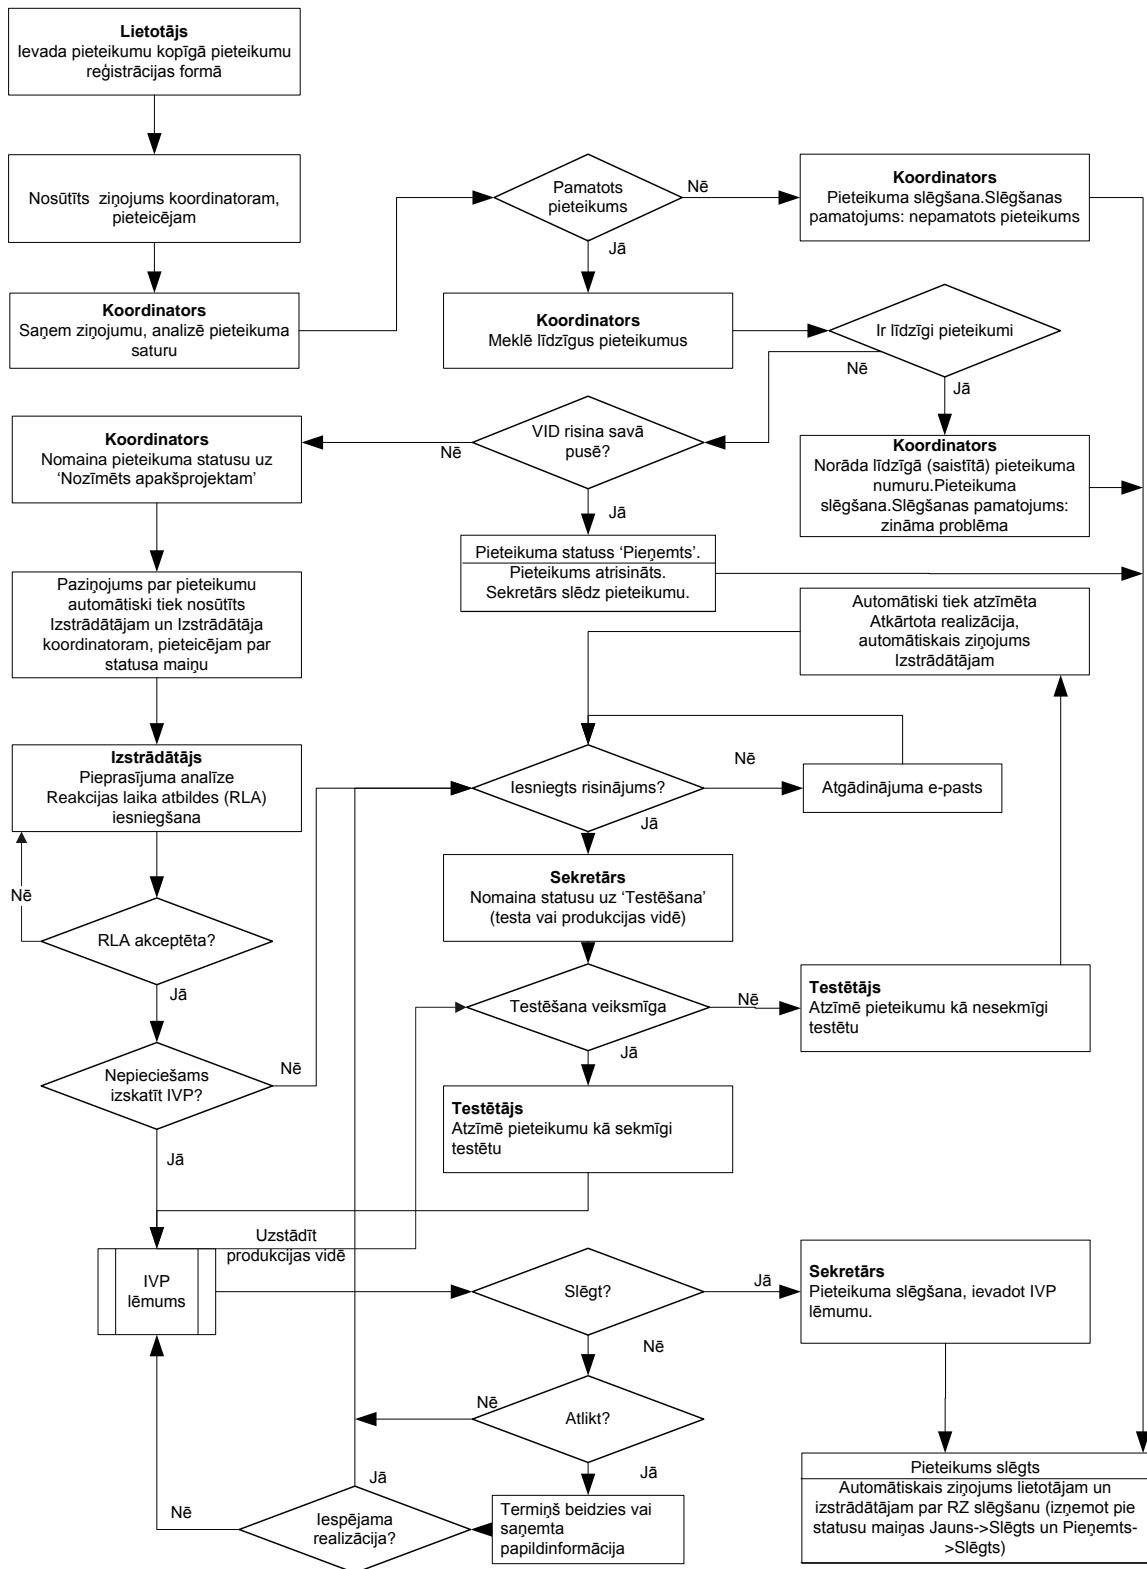 Lietotājs
Ievada pieteikumu kopīgā pieteikumu
reģistrācijas formā
Nosūtīts  ziņojums koordinatoram,
pieteicējam
Koordinators
Saņem ziņojumu, analizē pieteikuma
saturu
Pamatots
pieteikums
Nē
Jā
Koordinators
Pieteikuma slēgšana.Slēgšanas
pamatojums: nepamatots pieteikums
Koordinators
Meklē līdzīgus pieteikumus
Ir līdzīgi pieteikumi
Nē
Jā
Koordinators
Norāda līdzīgā (saistītā) pieteikuma
numuru.Pieteikuma
slēgšana.Slēgšanas pamatojums:
zināma problēma
VID risina savā
pusē?
Nē
Jā
Koordinators
Nomaina pieteikuma statusu uz
‘Nozīmēts apakšprojektam’
Pieteikuma statuss ‘Pieņemts’.
Pieteikums atrisināts.
Sekretārs slēdz pieteikumu.
Paziņojums par pieteikumu
automātiski tiek nosūtīts
Izstrādātājam un Izstrādātāja
koordinatoram, pieteicējam par
statusa maiņu
Automātiski tiek atzīmēta
Atkārtota realizācija,
automātiskais ziņojums
Izstrādātājam
Izstrādātājs
Pieprasījuma analīze
Reakcijas laika atbildes (RLA)
iesniegšana
Iesniegts risinājums?
Nē
Jā
Atgādinājuma e-pasts
Nē
RLA akceptēta?
Jā
Sekretārs
Nomaina statusu uz ‘Testēšana’
(testa vai produkcijas vidē)
Testēšana veiksmīga
Nē
Jā
Testētājs
Atzīmē pieteikumu kā nesekmīgi
testētu
Nepieciešams
izskatīt IVP?
Nē
Jā
Testētājs
Atzīmē pieteikumu kā sekmīgi
testētu
Uzstādīt
produkcijas vidē
IVP
lēmums
Slēgt?
Jā
Nē
Sekretārs
Pieteikuma slēgšana, ievadot IVP
lēmumu.
Atlikt?
Nē
Jā
Termiņš beidzies vai
saņemta
papildinformācija
Iespējama
realizācija?
Jā
Nē
Pieteikums slēgts
Automātiskais ziņojums lietotājam un
izstrādātājam par RZ slēgšanu (izņemot pie
statusu maiņas Jauns->Slēgts un Pieņemts-
>Slēgts)